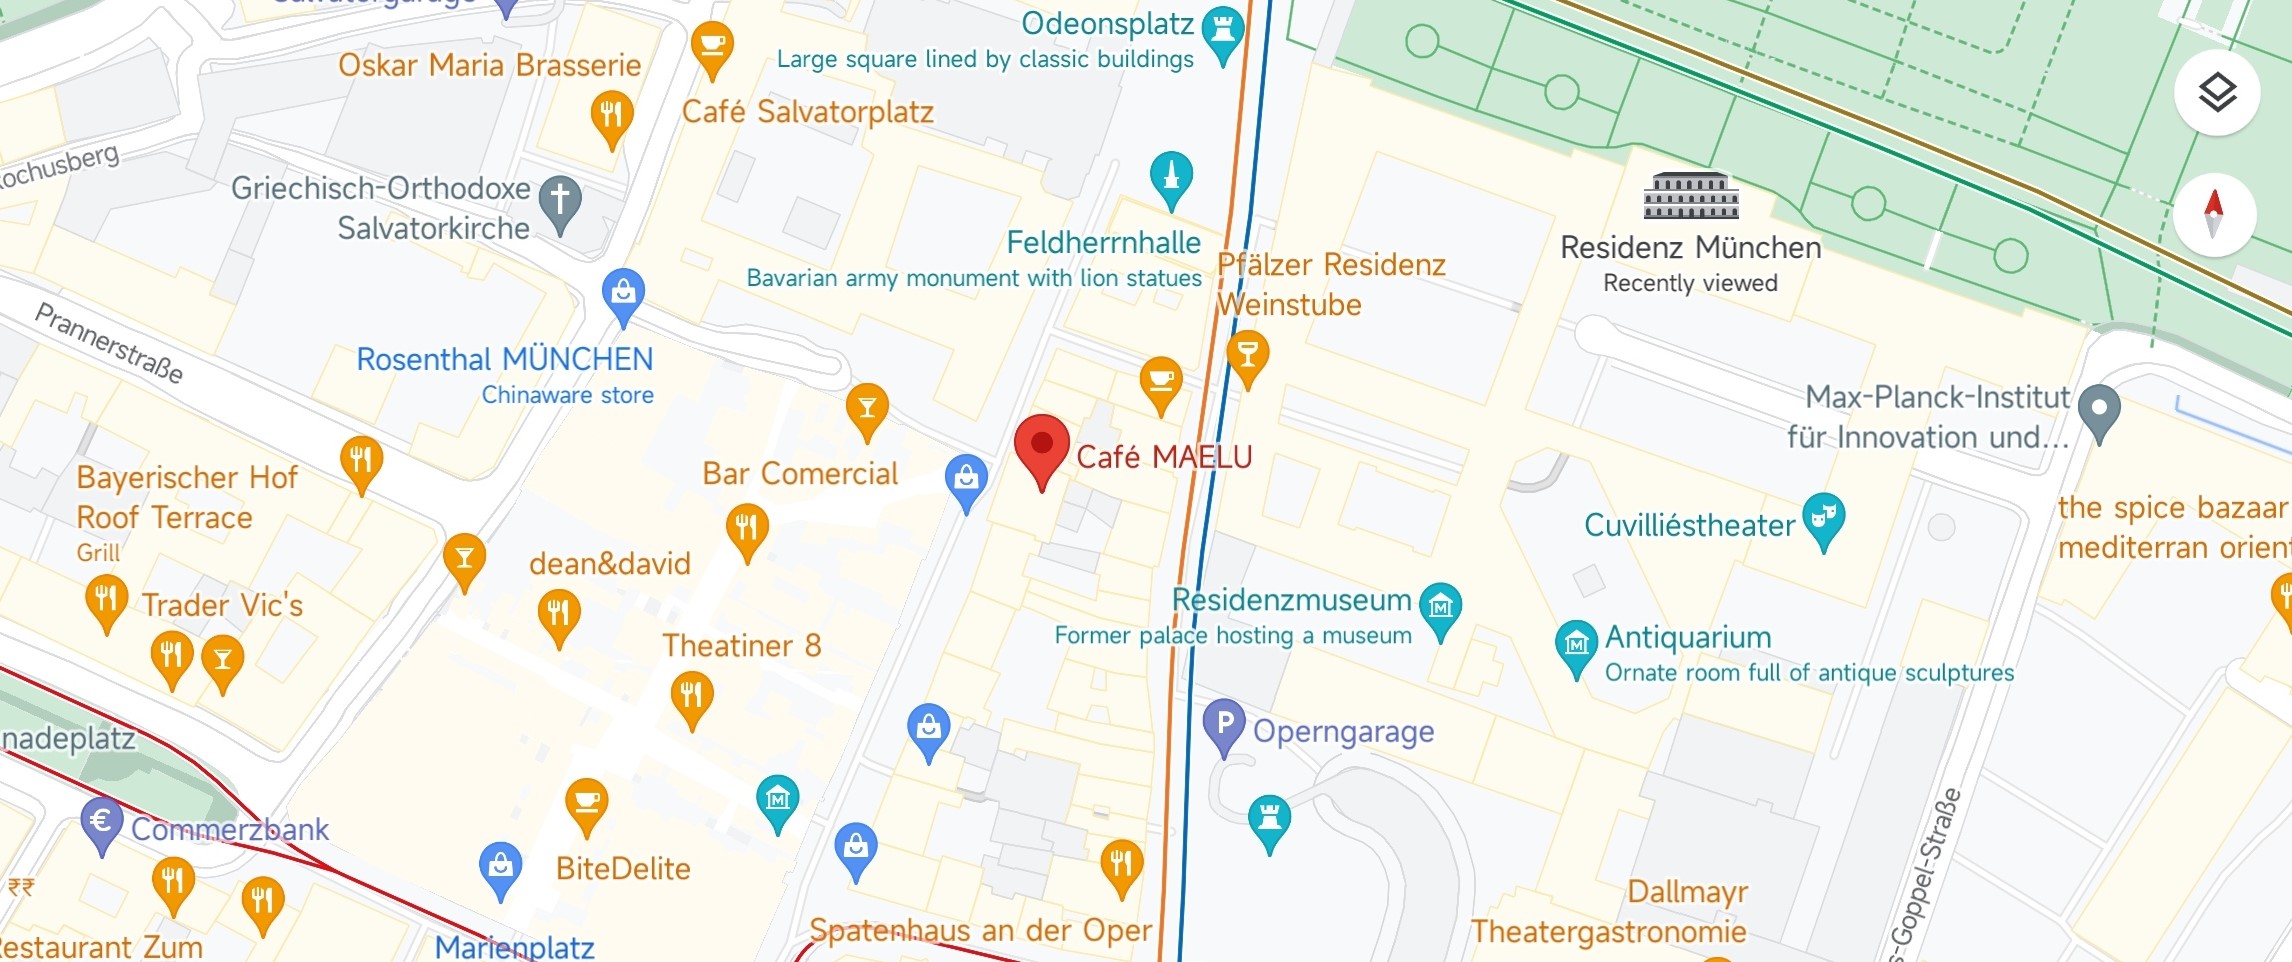 Odeonsplatz
Large square lined by classic buildings
Oskar Maria Brasserie
Café Salvatorplatz
Griechisch-Orthodoxe
Salvatorkirche
Feldherrnhalle
Bavarian army monument with lion statues
Pfälzer Residenz
Weinstube
Residenz München
Recently viewed
Prannerstraße
Rosenthal MÜNCHEN
Chinaware store
Max-Planck-Institut
für Innovation und...
Café MAELU
Bayerischer Hof
Roof Terrace
Grill
Bar Comercial
the spice bazaar
mediterran orient
Cuvilliéstheater
dean&david
Trader Vic's
Theatiner 8
Residenzmuseum
Former palace hosting a museum
Antiquarium
Ornate room full of antique sculptures
nadeplatz
P
Operngarage
€
Commerzbank
BiteDelite
₹₹
Restaurant Zum
Marienplatz
Spatenhaus an der Oper
Dallmayr
Theatergastronomie
s-Goppel-Straße